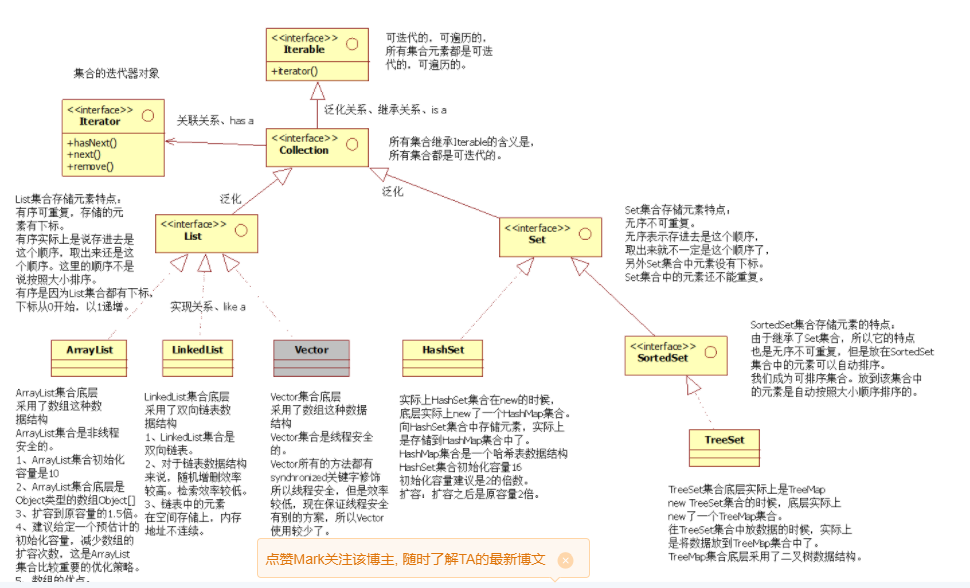 <<interface>>
Iterable
+iterator()
可迭代的，可遍历的，
所有集合元素都是可迭
代的，可遍历的。
集合的迭代器对象
<<interface>>
Iterator
+hasNext()
+next()
+remove()
关联关系、has a
泛化关系、继承关系、is a
<<interface>>
Collection
所有集合继承Iterable的含义是，
所有集合都是可迭代的。
泛化
泛化
List集合存储元素特点：
有序可重复，存储的元
素有下标。
有序实际上是说存进去是
这个顺序，取出来还是这
个顺序。这里的顺序不是
说按照大小排序。
有序是因为List集合都有下标，
下标从0开始，以1递增。
<<interface>>
List
<<interface>>
Set
Set集合存储元素特点：
无序不可重复。
无序表示存进去是这个顺序，
取出来就不一定是这个顺序了，
另外Set集合中元素没有下标。
Set集合中的元素还不能重复。
实现关系、like a
ArrayList
LinkedList
Vector
HashSet
<<interface>>
SortedSet
SortedSet集合存储元素的特点：
由于继承了Set集合，所以它的特点
也是无序不可重复，但是放在SortedSet
集合中的元素可以自动排序。
我们成为可排序集合。放到该集合中
的元素是自动按照大小顺序排序的。
ArrayList集合底层
采用了数组这种数
据结构
ArrayList集合是非线程
安全的。
1、ArrayList集合初始化
容量是10
2、ArrayList集合底层是
Object类型的数组Object[]
3、扩容到原容量的1.5倍。
4、建议给定一个预估计的
初始化容量，减少数组的
扩容次数，这是ArrayList
集合比较重要的优化策略。
5、数组的优点。
LinkedList集合底层
采用了双向链表数
据结构
1、LinkedList集合是
双向链表。
2、对于链表数据结构
来说，随机增删效率
较高。检索效率较低。
3、链表中的元素
在空间存储上，内存
地址不连续。
Vector集合底层
采用了数组这种数据
结构
Vector集合是线程安全
的。
Vector所有的方法都有
synchronized关键字修饰
所以线程安全，但是效率
较低，现在保证线程安全
有别的方案，所以Vector
使用较少了。
实际上HashSet集合在new的时候，
底层实际上new了一个HashMap集合。
向HashSet集合中存储元素，实际上
是存储到HashMap集合中了。
HashMap集合是一个哈希表数据结构
HashSet集合初始化容量16
初始化容量建议是2的倍数。
扩容：扩容之后是原容量2倍。
TreeSet
TreeSet集合底层实际上是TreeMap
new TreeSet集合的时候，底层实际上
new了一个TreeMap集合。
往TreeSet集合中放数据的时候，实际上
是将数据放到TreeMap集合中了。
TreeMap集合底层采用了二叉树数据结构。
点赞Mark关注该博主, 随时了解TA的最新博文